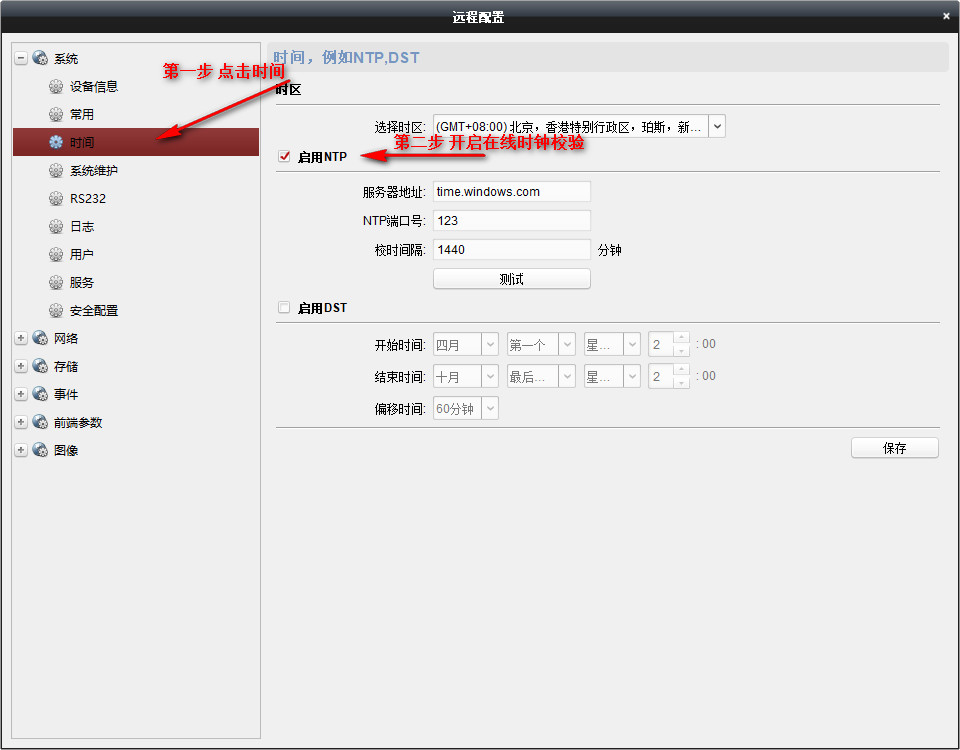 远程配置
系统
设备信息
常用
时间
系统维护
RS232
日志
用户
服务
安全配置
网络
存储
事件
前端参数
图像
第一步 点击时间
时间，例如NTP,DST
时区
选择时区: (GMT+08:00) 北京，香港特别行政区，珀斯，新...
第二步 开启在线时钟校验
启用NTP
服务器地址: time.windows.com
NTP端口号: 123
校时间隔: 1440 分钟
测试
启用DST
开始时间: 四月 第一个 星... 2 : 00
结束时间: 十月 最后... 星... 2 : 00
偏移时间: 60分钟
保存